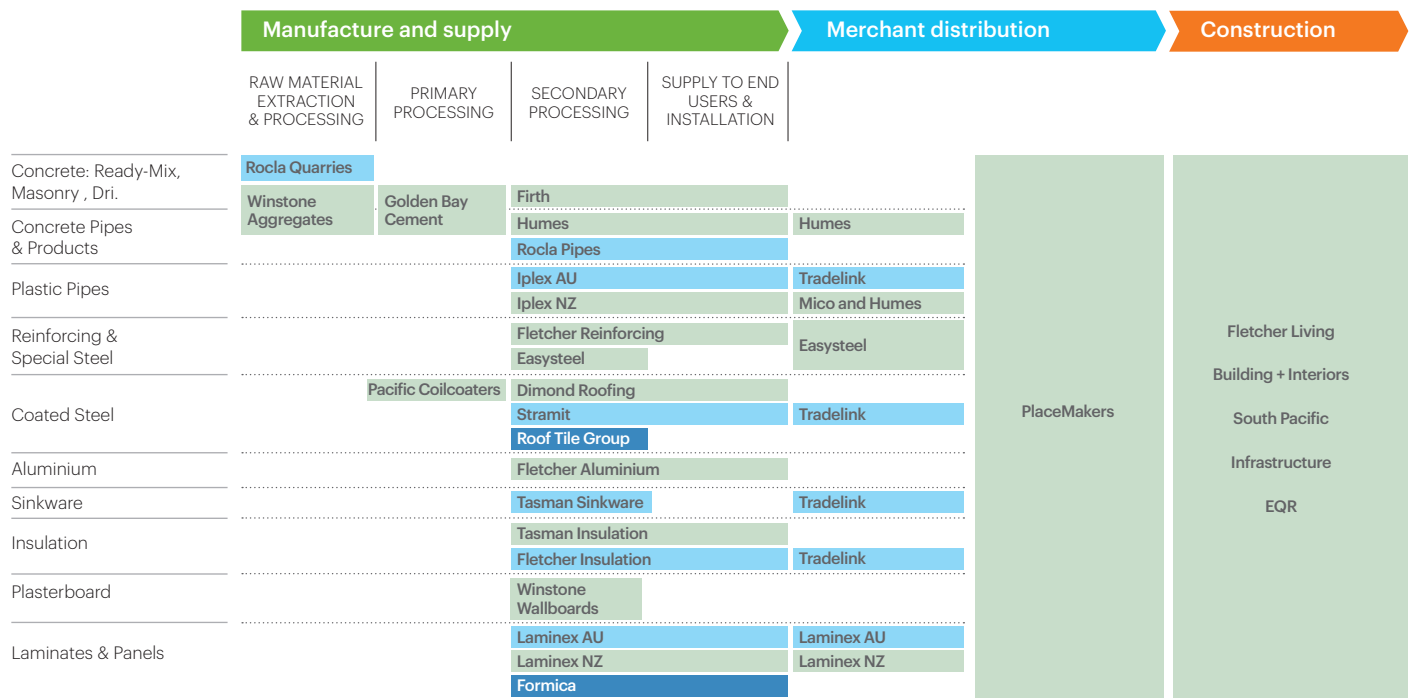 Manufacture and supply
Merchant distribution
Construction
RAW MATERIAL
EXTRACTION
& PROCESSING
PRIMARY
PROCESSING
SECONDARY
PROCESSING
SUPPLY TO END
USERS &
INSTALLATION
Concrete: Ready-Mix,
Masonry , Dri.
Rocla Quarries
Winstone
Aggregates
Golden Bay
Cement
Firth
Concrete Pipes
& Products
Humes
Humes
Rocla Pipes
Plastic Pipes
Iplex AU
Tradelink
Iplex NZ
Mico and Humes
Reinforcing &
Special Steel
Fletcher Reinforcing
Easysteel
Easysteel
Coated Steel
Pacific Coilcoaters
Dimond Roofing
Stramit
Tradelink
Roof Tile Group
Aluminium
Fletcher Aluminium
Sinkware
Tasman Sinkware
Tradelink
Insulation
Tasman Insulation
Fletcher Insulation
Tradelink
Plasterboard
Winstone
Wallboards
Laminates & Panels
Laminex AU
Laminex AU
Laminex NZ
Laminex NZ
Formica
PlaceMakers
Fletcher Living
Building + Interiors
South Pacific
Infrastructure
EQR